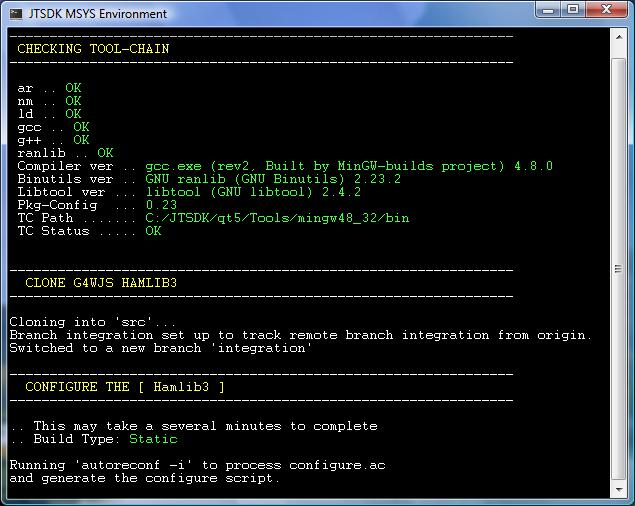 JTSDK MSYS Environment
CHECKING TOOL-CHAIN
ar .. OK
nm .. OK
ld .. OK
gcc .. OK
g++ .. OK
ranlib .. OK
Compiler ver .. gcc.exe (rev2, Built by MinGW-builds project) 4.8.0
Binutils ver .. GNU ranlib (GNU Binutils) 2.23.2
Libtool ver ... libtool (GNU libtool) 2.4.2
Pkg-Config  ... 0.23
TC Path ....... C:/JTSDK/qt5/Tools/mingw48_32/bin
TC Status ..... OK
CLONE G4WJS HAMLIB3
Cloning into 'src'...
Branch integration set up to track remote branch integration from origin.
Switched to a new branch 'integration'
CONFIGURE THE [ Hamlib3 ]
.. This may take a several minutes to complete
.. Build Type: Static
Running 'autoreconf -i' to process configure.ac
and generate the configure script.